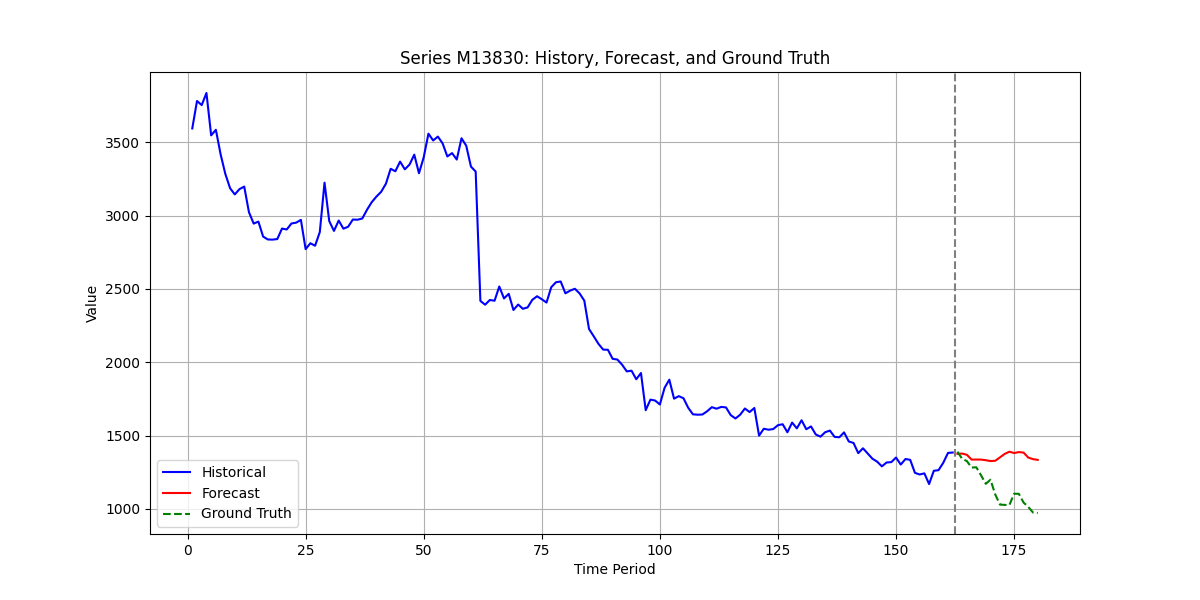 Series M13830: History, Forecast, and Ground Truth
Value
3500
3000
2500
2000
1500
1000
Historical
Forecast
Ground Truth
0 25 50 75 100 125 150 175
Time Period